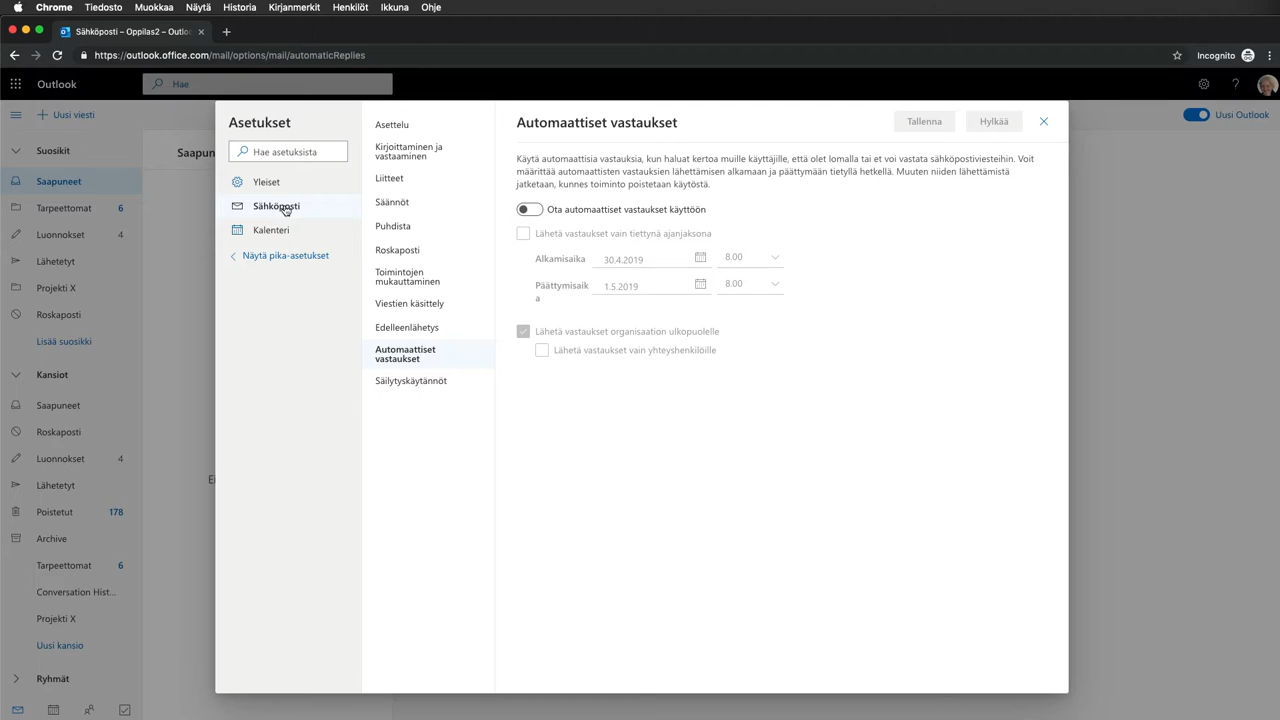 Chrome Tiedosto Muokkaa Näytä Historia Kirjanmerkit Henkilöt Ikkuna Ohje
Sähköposti – Oppilas2 – Outlo
https://outlook.office.com/mail/options/mail/automaticReplies
Incognito
Outlook
Hae
Uusi viesti
Uusi Outlook
Suosikit
Saapuneet
Tarpeettomat 6
Luonnokset 4
Lähetetyt
Projekti X
Roskaposti
Lisää suosikki
Kansiot
Saapuneet
Roskaposti
Luonnokset 4
Lähetetyt
Poistetut 178
Archive
Tarpeettomat 6
Conversation Hist...
Projekti X
Uusi kansio
Ryhmät
Saapun
Ei
Asetukset
Hae asetuksista
Yleiset
Sähköposti
Kalenteri
Näytä pika-asetukset
Asettelu
Kirjoittaminen ja
vastaaminen
Liitteet
Säännöt
Puhdista
Roskaposti
Toimintojen
mukauttaminen
Viestien käsittely
Edelleenlähetys
Automaattiset
vastaukset
Säilytyskäytännöt
Automaattiset vastaukset
Tallenna
Hylkää
Käytä automaattisia vastauksia, kun haluat kertoa muille käyttäjille, että olet lomalla tai et voi vastata sähköpostiviesteihin. Voit
määrittää automaattisten vastauksien lähettämisen alkamaan ja päättymään tietyllä hetkellä. Muuten niiden lähettämistä
jatketaan, kunnes toiminto poistetaan käytöstä.
Ota automaattiset vastaukset käyttöön
Lähetä vastaukset vain tiettynä ajanjaksona
Alkamisaika 30.4.2019 8.00
Päättymisaik 1.5.2019 8.00
a
Lähetä vastaukset organisaation ulkopuolelle
Lähetä vastaukset vain yhteyshenkilöille